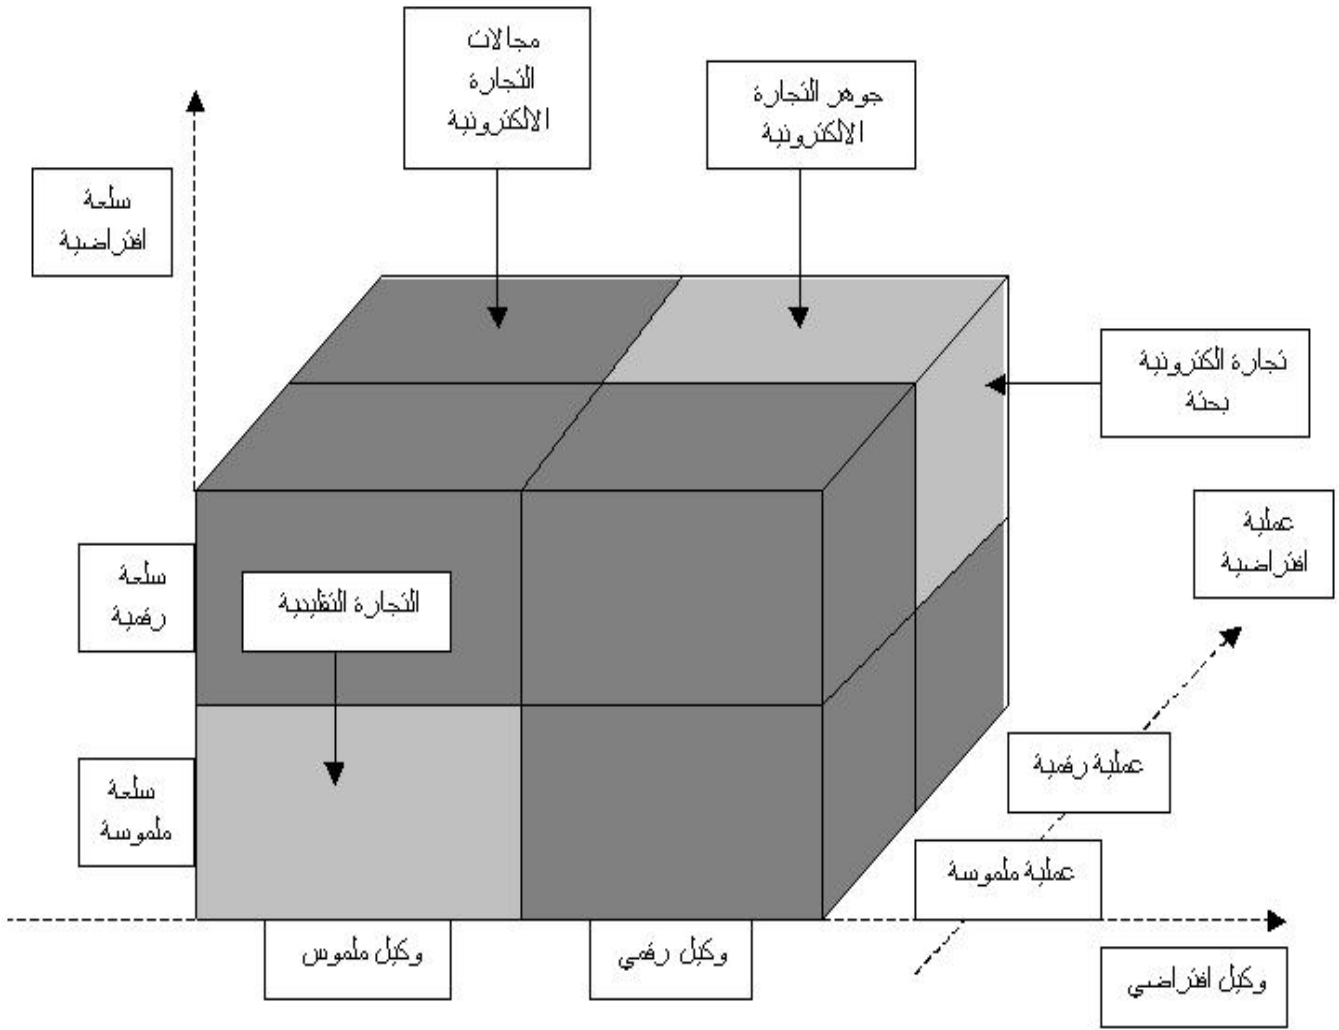 مجالات
التجارة
الالكترونية
جوهر التجارة
الالكترونية
سلعة
افتراضية
تجارة الكترونية
بحتة
عملية
افتراضية
سلعة
رقمية
التجارة التقليدية
عملية رقمية
سلعة
ملموسة
عملية ملموسة
وكيل ملموس
وكيل رقمي
وكيل افتراضي